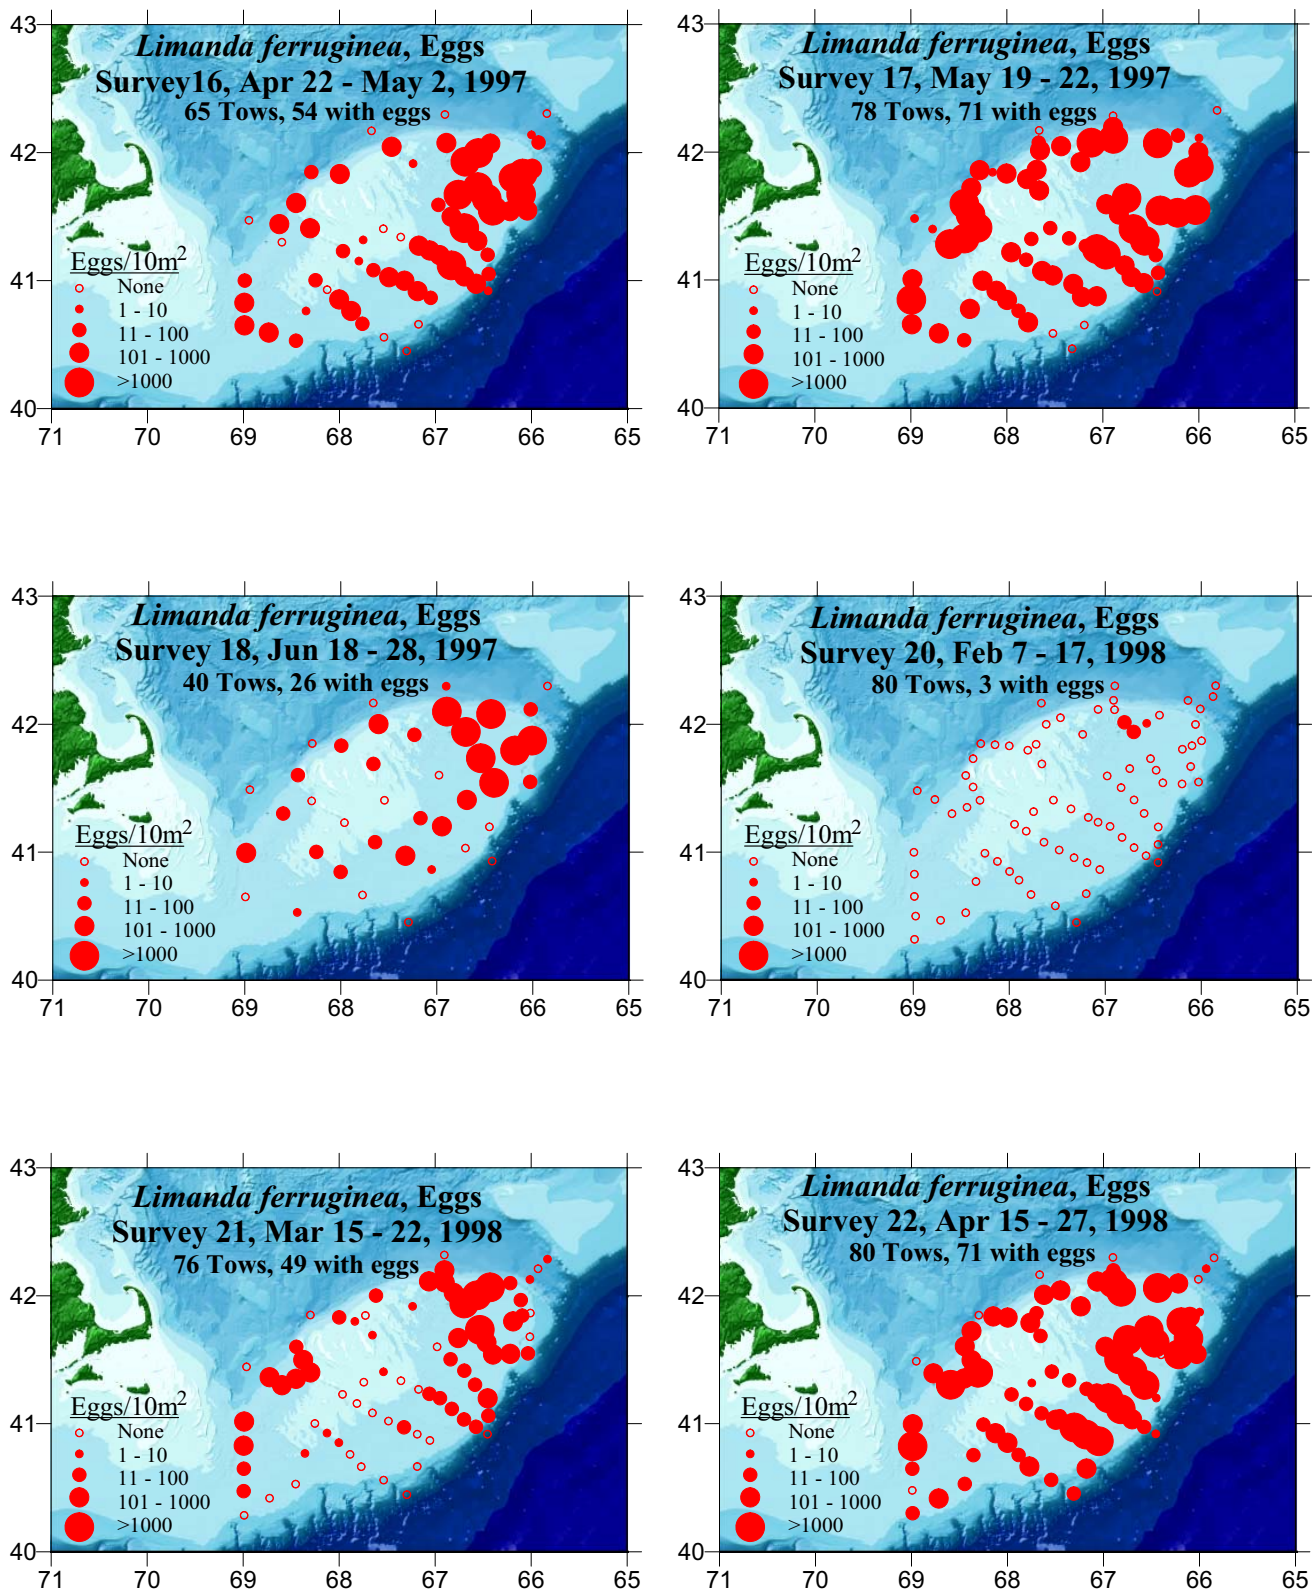 Limanda ferruginea, Eggs
Survey16, Apr 22 - May 2, 1997
65 Tows, 54 with eggs
Eggs/10m2
None
1 - 10
11 - 100
101 - 1000
>1000
43
42
41
40
71 70 69 68 67 66 65
Limanda ferruginea, Eggs
Survey 17, May 19 - 22, 1997
78 Tows, 71 with eggs
Eggs/10m2
None
1 - 10
11 - 100
101 - 1000
>1000
43
42
41
40
71 70 69 68 67 66 65
Limanda ferruginea, Eggs
Survey 18, Jun 18 - 28, 1997
40 Tows, 26 with eggs
Eggs/10m2
None
1 - 10
11 - 100
101 - 1000
>1000
43
42
41
40
71 70 69 68 67 66 65
Limanda ferruginea, Eggs
Survey 20, Feb 7 - 17, 1998
80 Tows, 3 with eggs
Eggs/10m2
None
1 - 10
11 - 100
101 - 1000
>1000
43
42
41
40
71 70 69 68 67 66 65
Limanda ferruginea, Eggs
Survey 21, Mar 15 - 22, 1998
76 Tows, 49 with eggs
Eggs/10m2
None
1 - 10
11 - 100
101 - 1000
>1000
43
42
41
40
71 70 69 68 67 66 65
Limanda ferruginea, Eggs
Survey 22, Apr 15 - 27, 1998
80 Tows, 71 with eggs
Eggs/10m2
None
1 - 10
11 - 100
101 - 1000
>1000
43
42
41
40
71 70 69 68 67 66 65